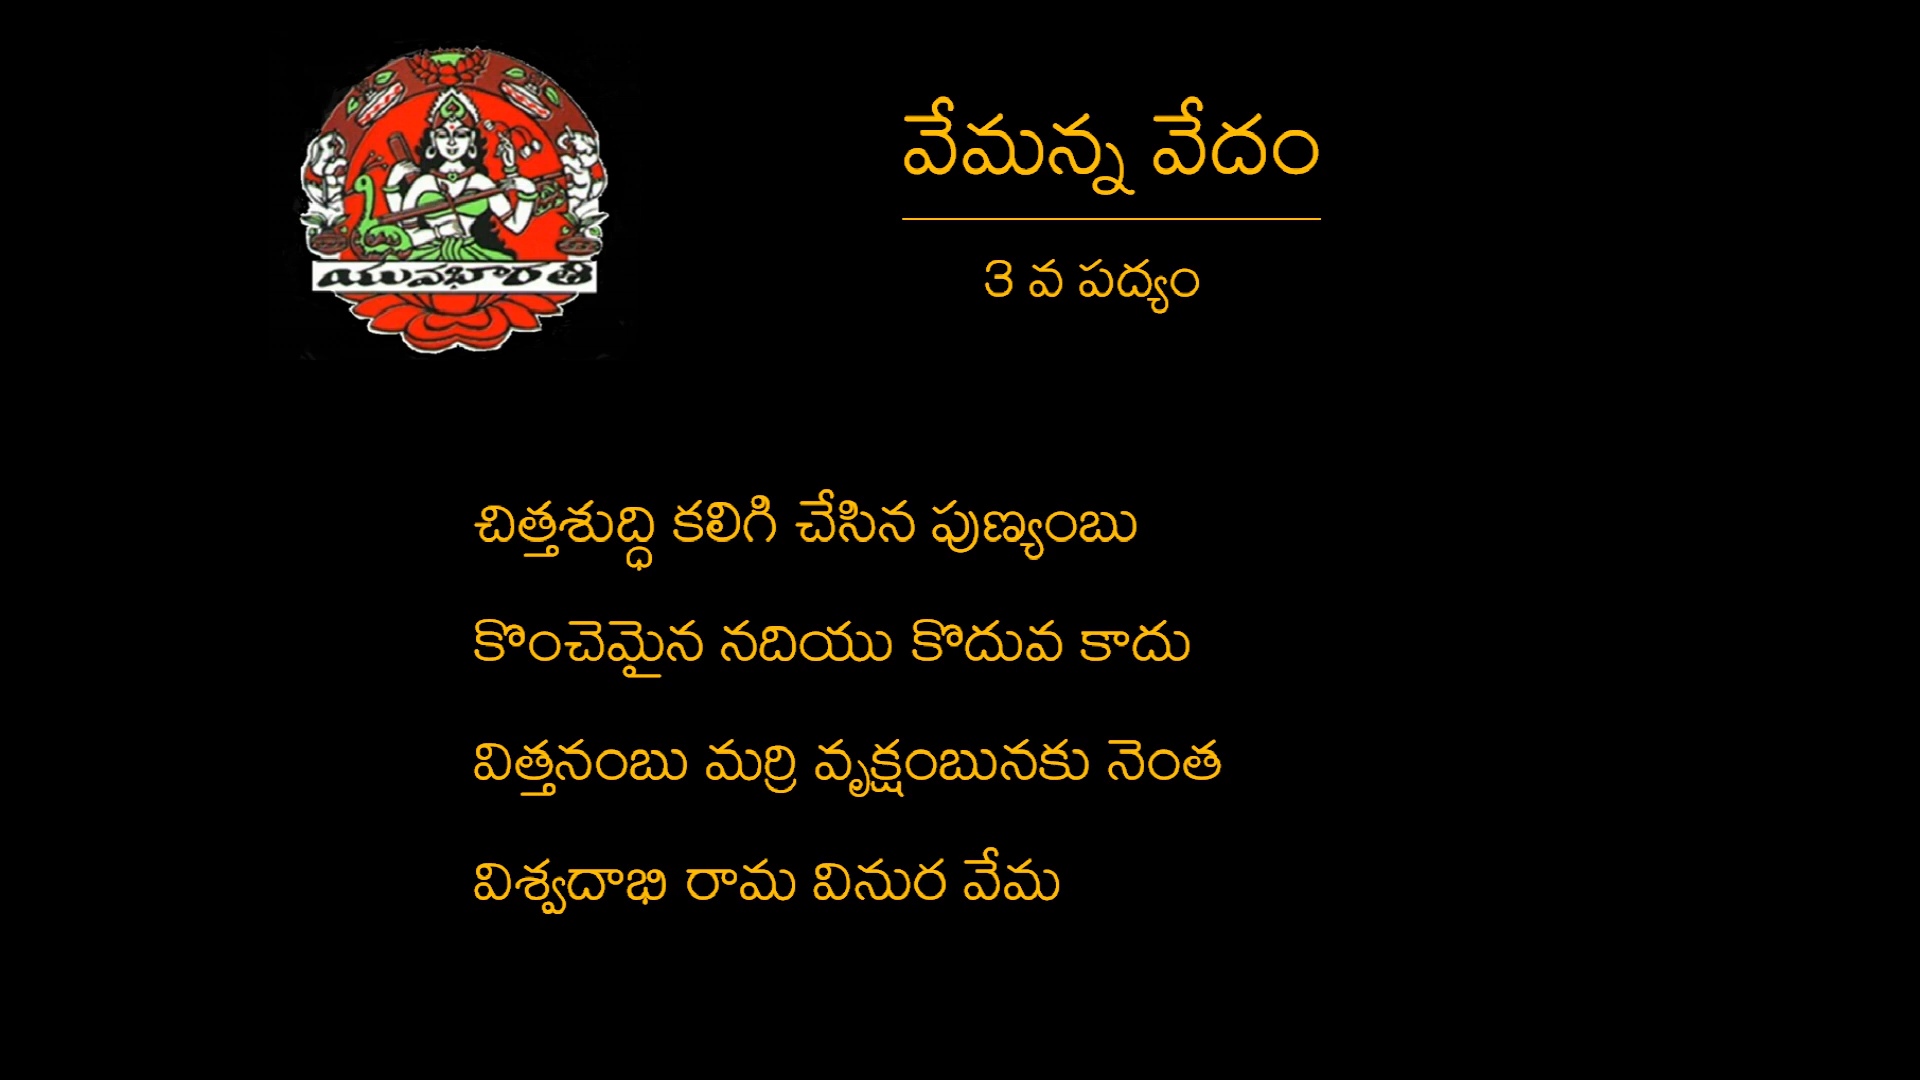 యువభారతి
వేమన్న వేదం
3 వ పద్యం
చిత్తశుద్ధి కలిగి చేసిన పుణ్యంబు
కొంచెమైన నదియు కొదువ కాదు
విత్తనంబు మర్రి వృక్షంబునకు నెంత
విశ్వదాభి రామ వినుర వేమ